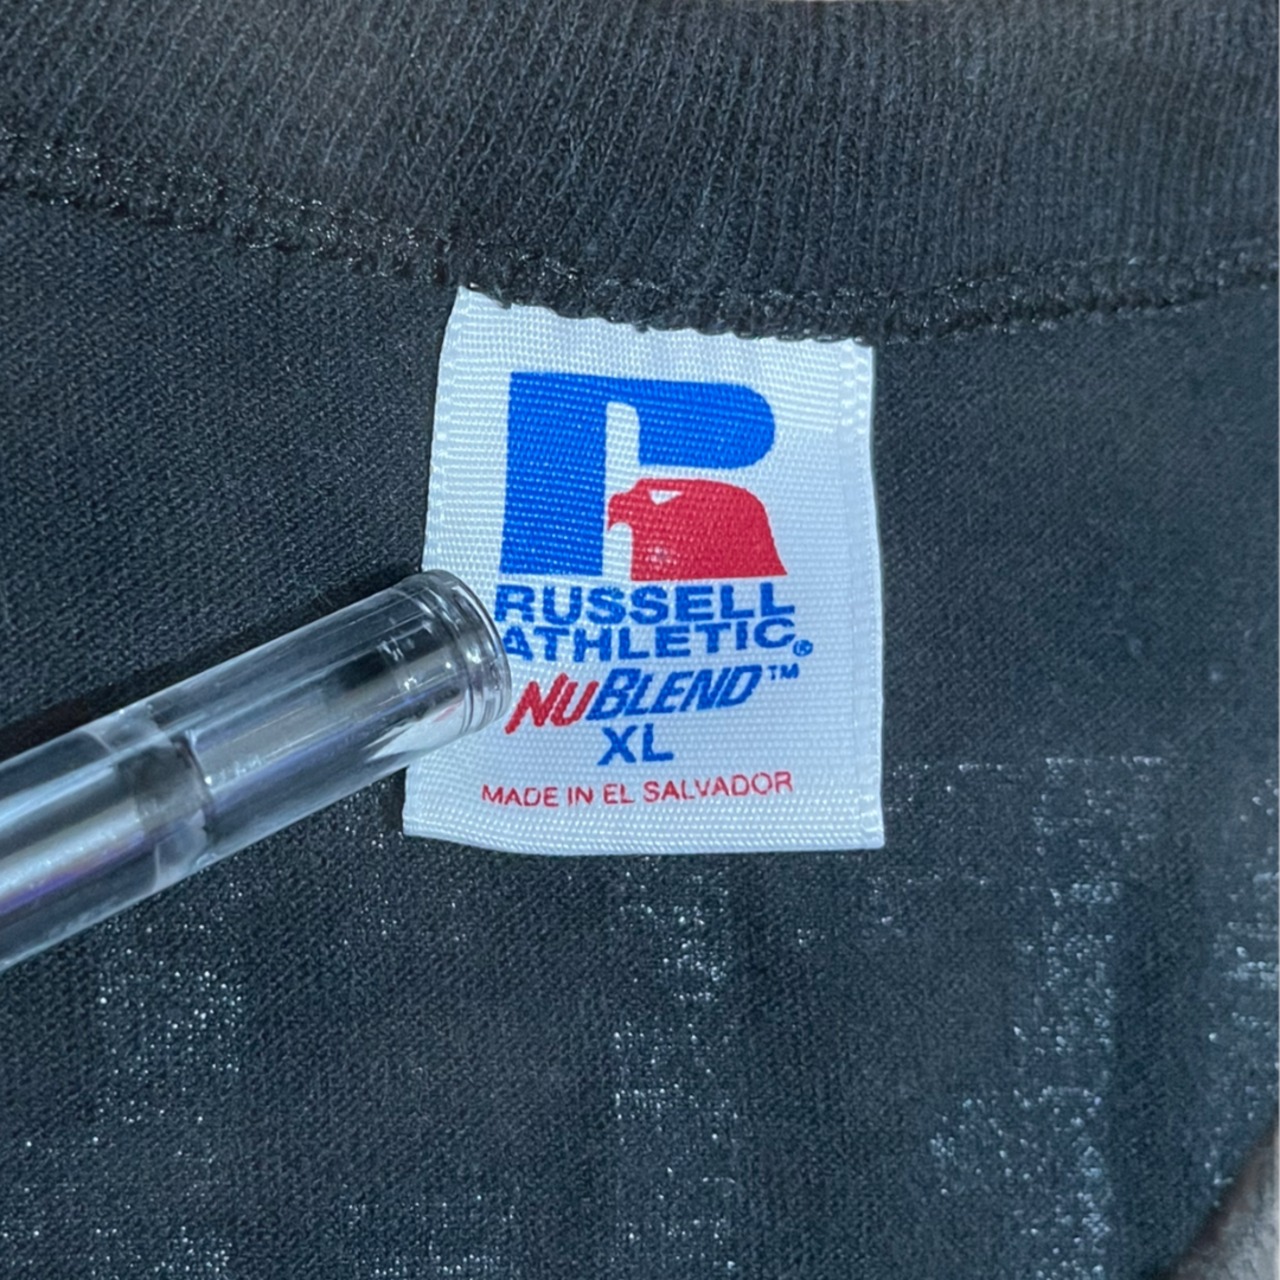 RUSSELL
ATHLETIC®
NUBLEND™
XL
MADE IN EL SALVADOR